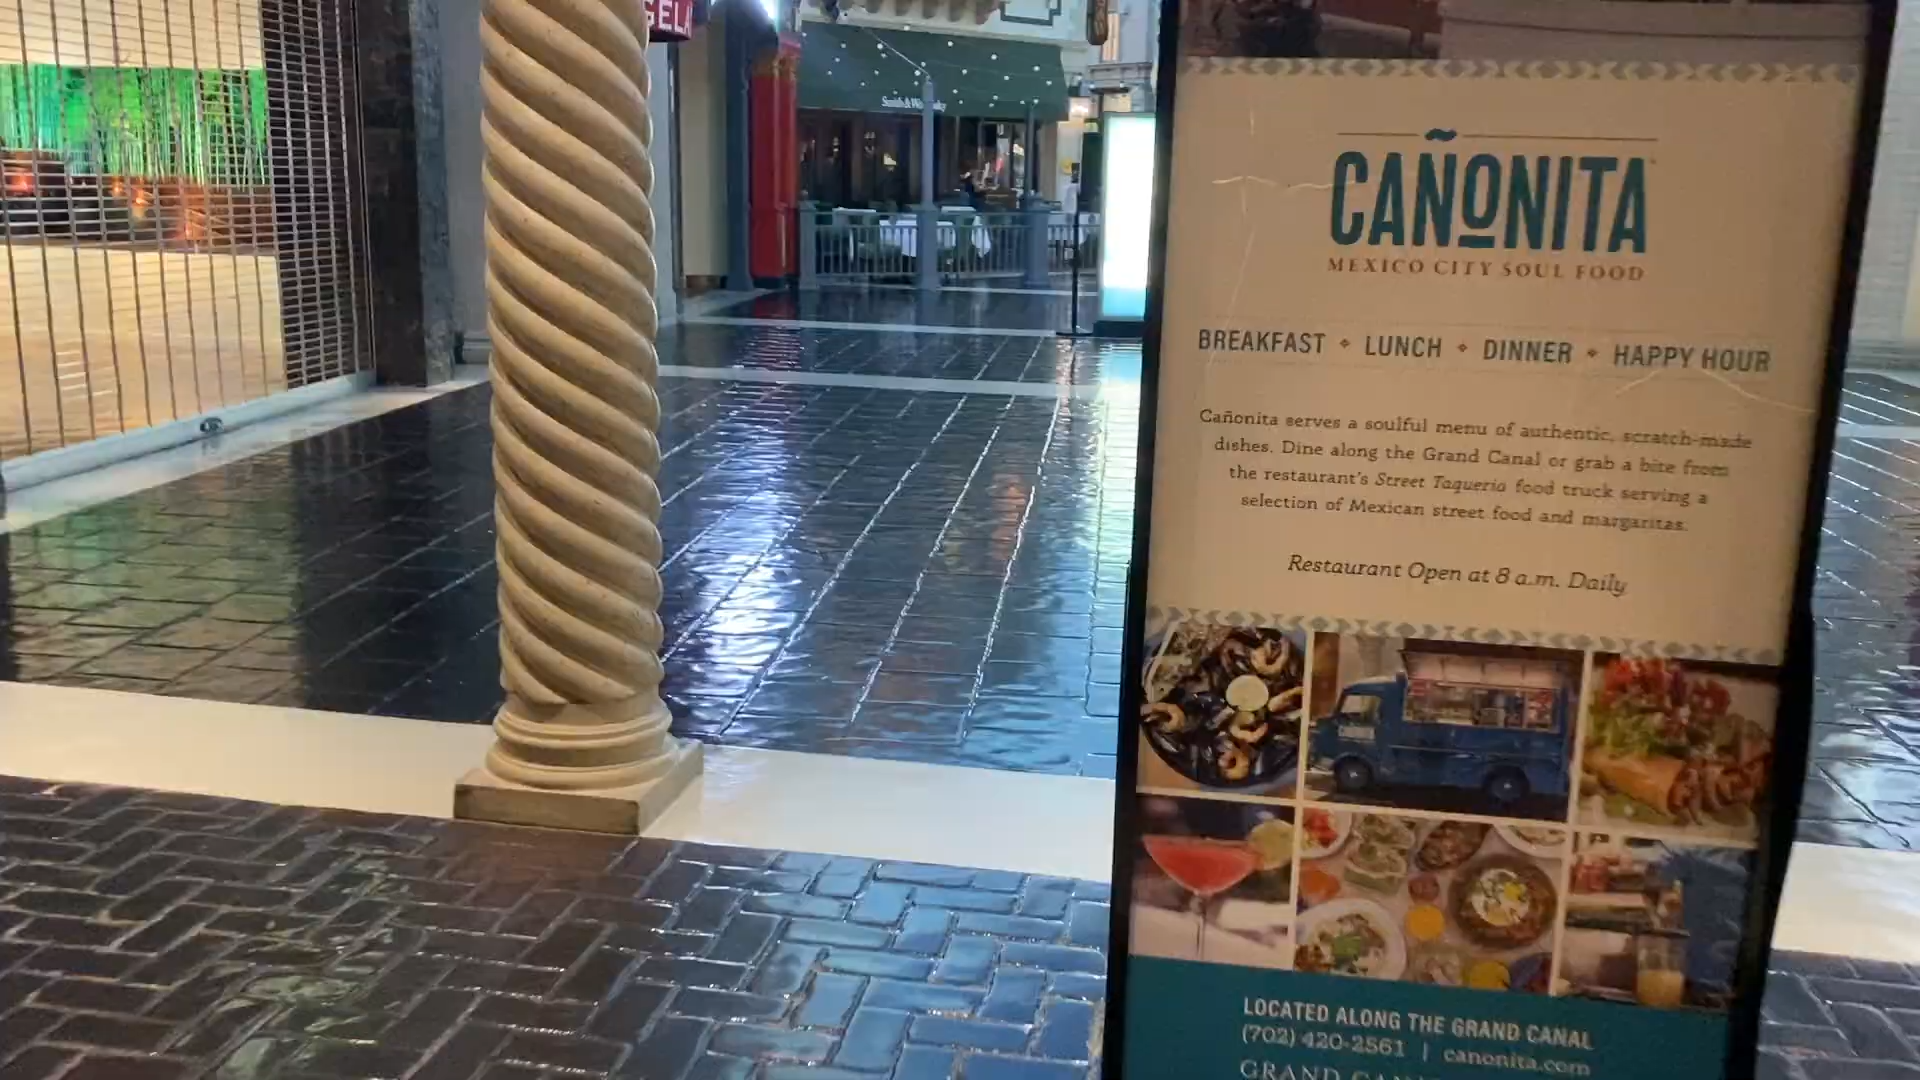 GELA
CAÑONITA
MEXICO CITY SOUL FOOD
BREAKFAST • LUNCH • DINNER • HAPPY HOUR
Cañonita serves a soulful menu of authentic, scratch-made
dishes. Dine along the Grand Canal or grab a bite from
the restaurant's Street Taqueria food truck serving a
selection of Mexican street food and margaritas.
Restaurant Open at 8 a.m. Daily
CAÑONITA
LOCATED ALONG THE GRAND CANAL
(702) 420-2561 | canonita.com
GRAND